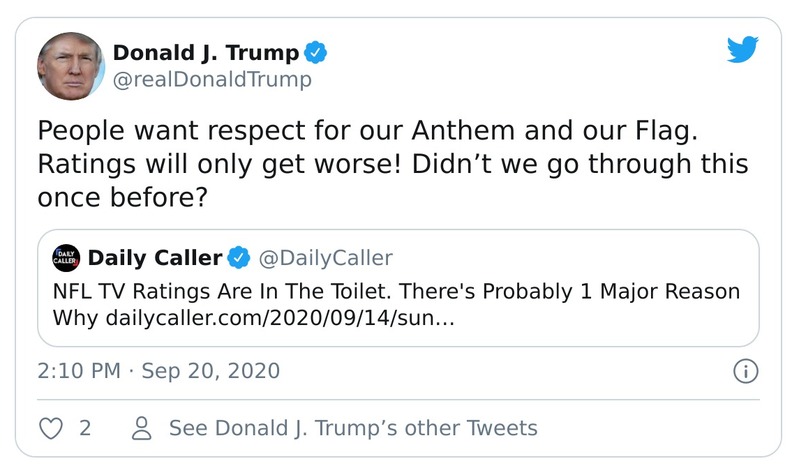 Donald J. Trump
@realDonaldTrump
People want respect for our Anthem and our Flag.
Ratings will only get worse! Didn’t we go through this
once before?
DAILY
CALLER
Daily Caller @DailyCaller
NFL TV Ratings Are In The Toilet. There's Probably 1 Major Reason
Why dailycaller.com/2020/09/14/sun…
2:10 PM · Sep 20, 2020
2 See Donald J. Trump’s other Tweets